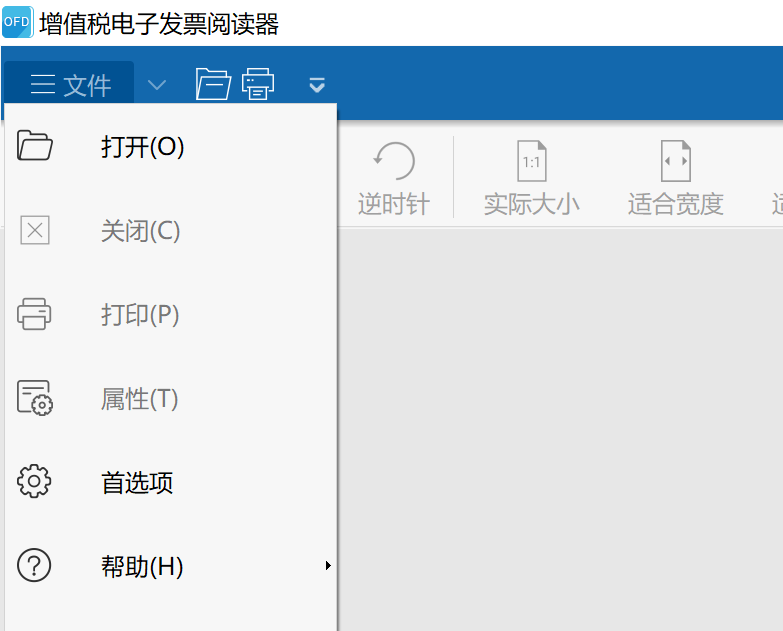 OFD 增值税电子发票阅读器
文件
打开(O)
关闭(C)
打印(P)
属性(T)
首选项
帮助(H)
逆时针
1:1
实际大小
适合宽度